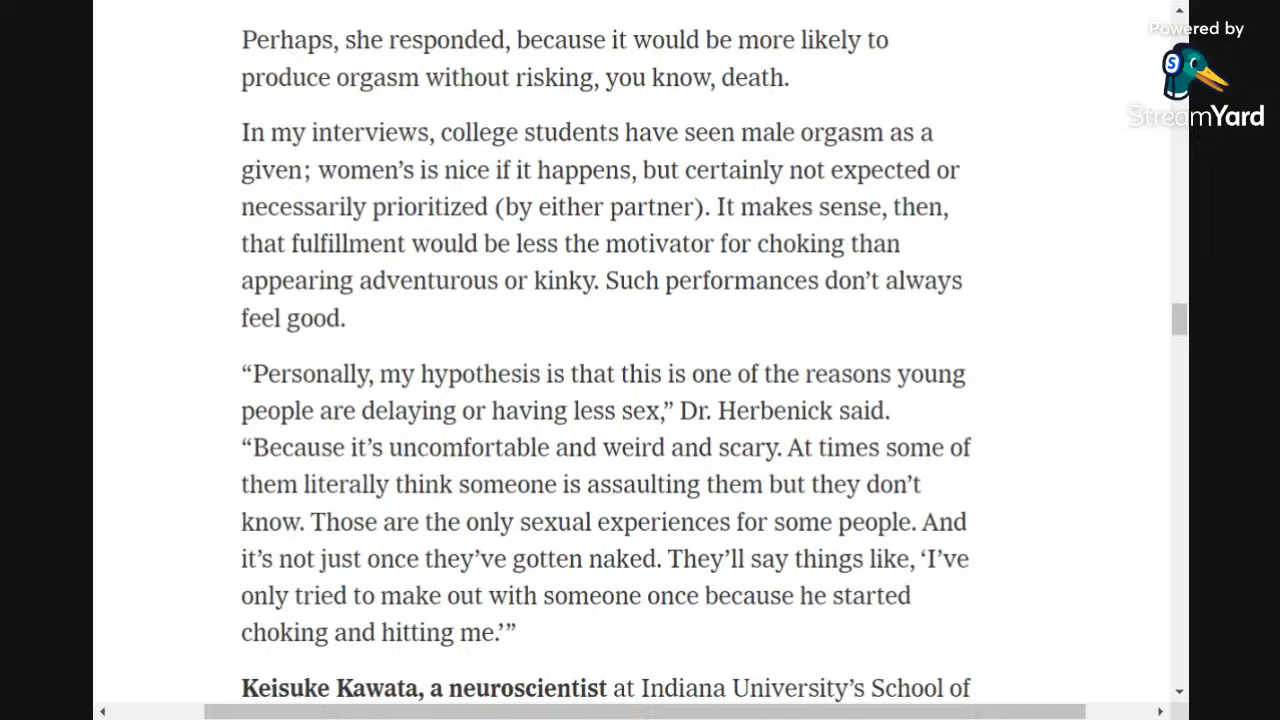 Perhaps, she responded, because it would be more likely to
produce orgasm without risking, you know, death.
In my interviews, college students have seen male orgasm as a
given; women’s is nice if it happens, but certainly not expected or
necessarily prioritized (by either partner). It makes sense, then,
that fulfillment would be less the motivator for choking than
appearing adventurous or kinky. Such performances don’t always
feel good.
“Personally, my hypothesis is that this is one of the reasons young
people are delaying or having less sex,” Dr. Herbenick said.
“Because it’s uncomfortable and weird and scary. At times some of
them literally think someone is assaulting them but they don’t
know. Those are the only sexual experiences for some people. And
it’s not just once they’ve gotten naked. They’ll say things like, ‘I’ve
only tried to make out with someone once because he started
choking and hitting me.’”
Keisuke Kawata, a neuroscientist at Indiana University’s School of
Powered by
S
StreamYard